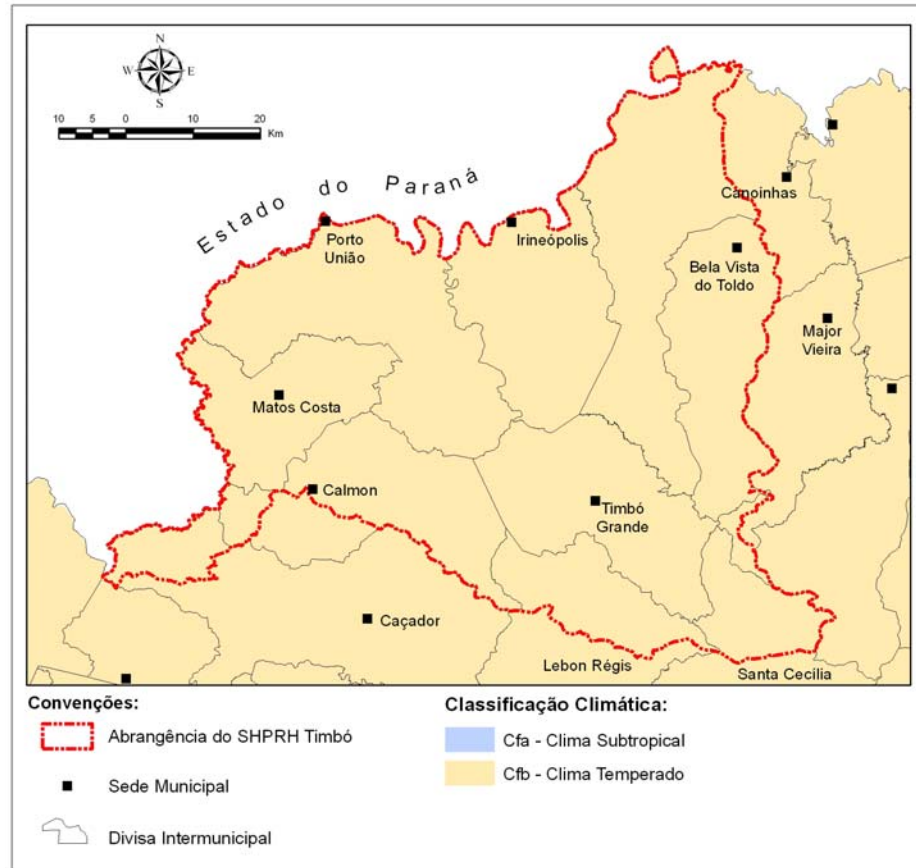 N
W E
S
10 5 0 10 20
Km
Estado do Paraná
Canoinhas
Porto
União
Irineópolis
Bela Vista
do Toldo
Major
Vieira
Matos Costa
Calmon
Timbó
Grande
Caçador
Lebon Régis
Santa Cecília
Convenções:
Abrangência do SHPRH Timbó
Sede Municipal
Divisa Intermunicipal
Classificação Climática:
Cfa - Clima Subtropical
Cfb - Clima Temperado